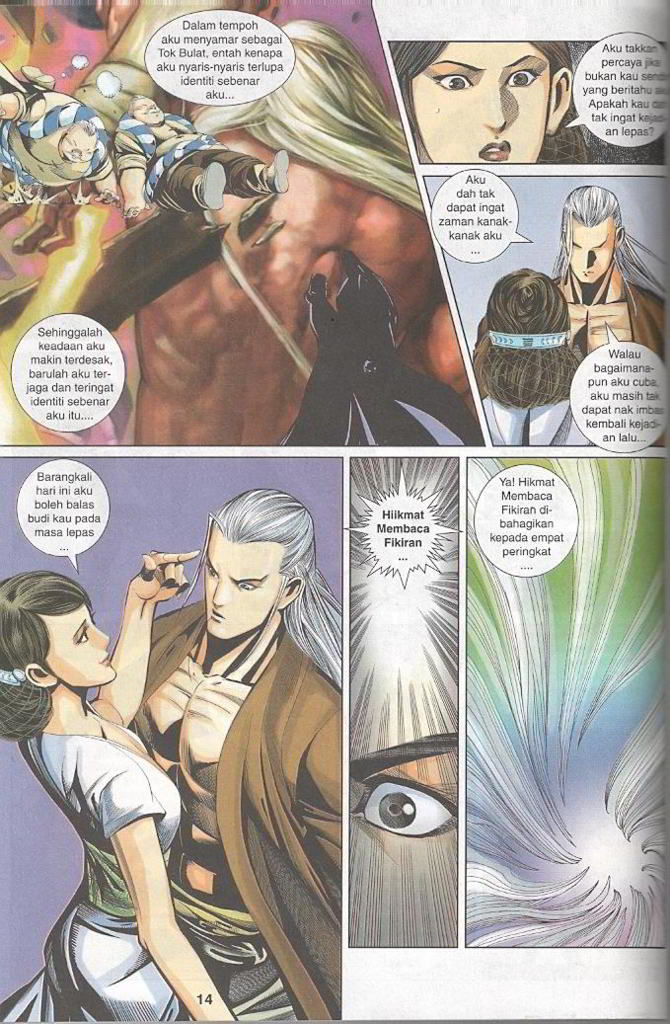 Dalam tempoh
aku menyamar sebagai
Tok Bulat, entah kenapa
aku nyaris-nyaris terlupa
identiti sebenar
aku...
Sehinggalah
keadaan aku
makin terdesak,
barulah aku ter-
jaga dan teringat
identiti sebenar
aku itu....
Aku takkan
percaya jika
bukan kau
yang beritahu
Apakah kau
tak ingat kejadi-
an lepas?
Aku
dah tak
dapat ingat
zaman kanak-
kanak aku
...
Walau
bagaimana-
pun aku cuba,
aku masih tak
dapat nak imbas
kembali kejadi-
an lalu...
Barangkali
hari ini aku
boleh balas
budi kau pada
masa lepas
...
Hiikmat
Membaca
Fikiran
...
Ya! Hikmat
Membaca
Fikiran di-
bahagikan
kepada empat
peringkat
....
14